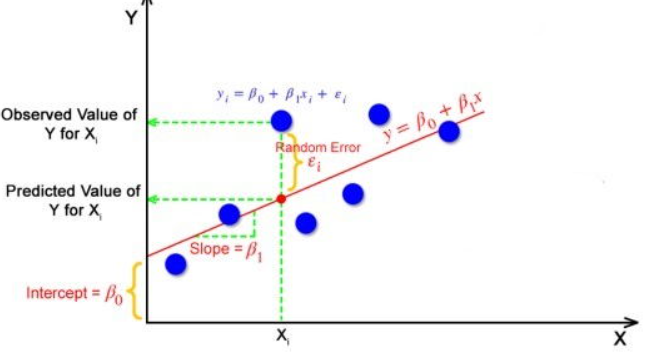 Y
yᵢ = β₀ + β₁xᵢ + εᵢ
Observed Value of
Y for Xᵢ
y = β₀ + β₁x
Random Error
εᵢ
Predicted Value of
Y for Xᵢ
Slope = β₁
Intercept = β₀
Xᵢ
X